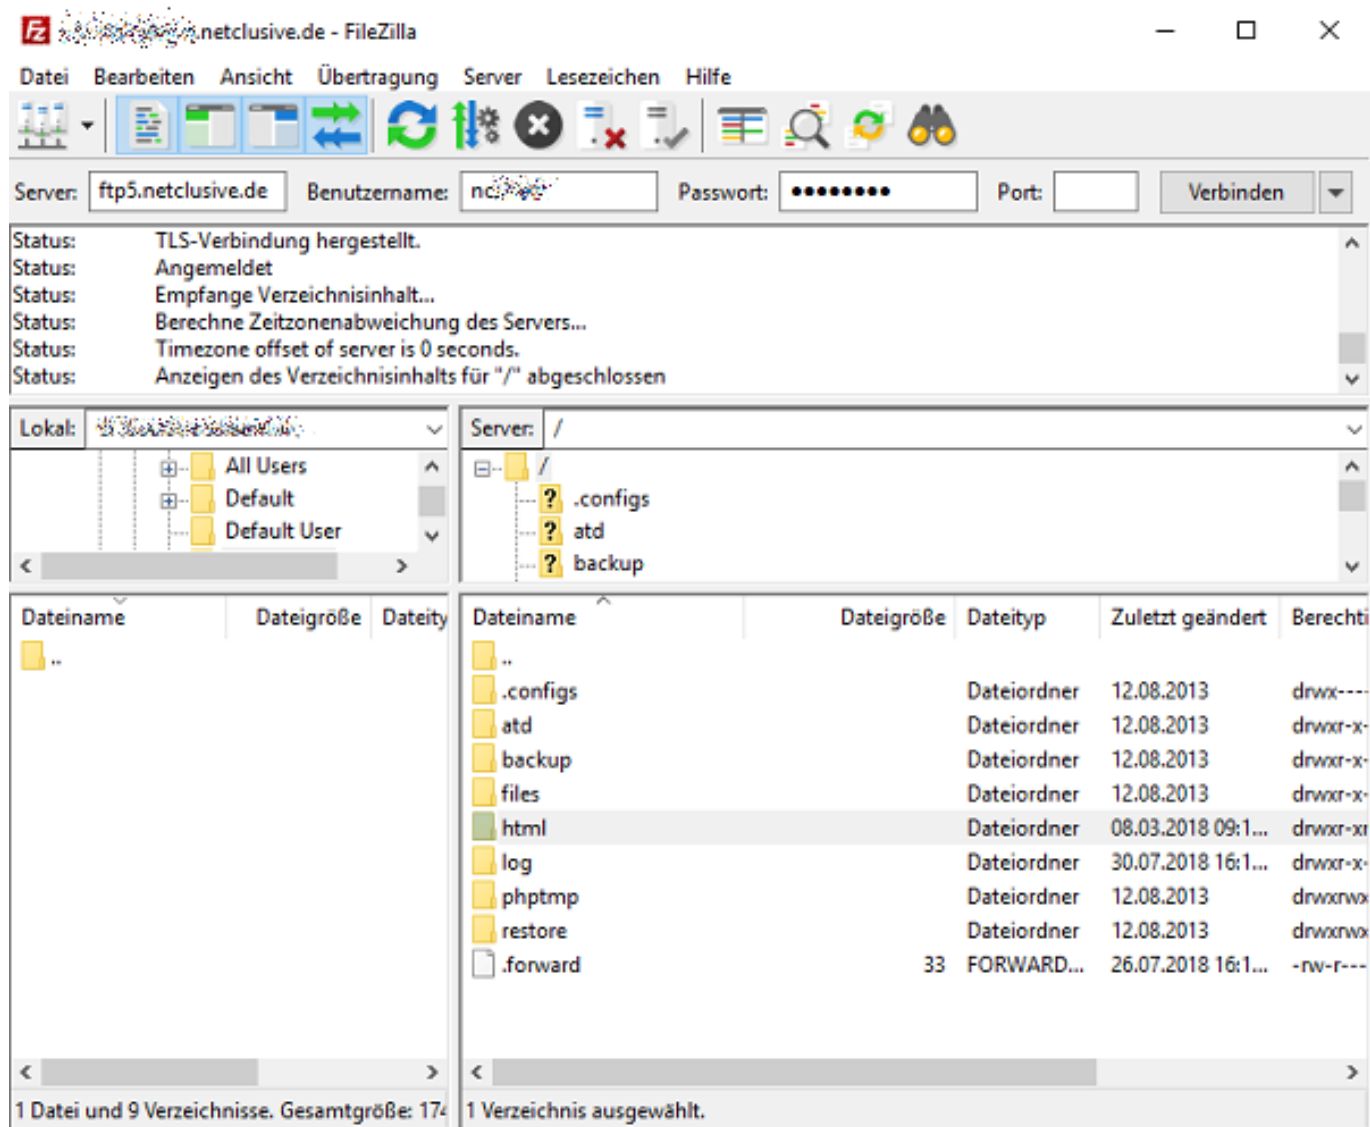 .netclusive.de - FileZilla
Datei Bearbeiten Ansicht Übertragung Server Lesezeichen Hilfe
Server: ftp5.netclusive.de Benutzername: nc Passwort: •••••••• Port: Verbinden
Status: TLS-Verbindung hergestellt.
Status: Angemeldet
Status: Empfange Verzeichnisinhalt...
Status: Berechne Zeitzonenabweichung des Servers...
Status: Timezone offset of server is 0 seconds.
Status: Anzeigen des Verzeichnisinhalts für "/" abgeschlossen
Lokal:
All Users
Default
Default User
Server: /
/
? .configs
? atd
? backup
Dateiname Dateigröße Dateity
..
1 Datei und 9 Verzeichnisse. Gesamtgröße: 174
Dateiname Dateigröße Dateityp Zuletzt geändert Berechti
..
.configs Dateiordner 12.08.2013 drwx----
atd Dateiordner 12.08.2013 drwxr-x-
backup Dateiordner 12.08.2013 drwxr-x-
files Dateiordner 12.08.2013 drwxr-x-
html Dateiordner 08.03.2018 09:1... drwxr-xr
log Dateiordner 30.07.2018 16:1... drwxr-x-
phptmp Dateiordner 12.08.2013 drwxrwx
restore Dateiordner 12.08.2013 drwxrwx
.forward 33 FORWARD... 26.07.2018 16:1... -rw-r---
1 Verzeichnis ausgewählt.